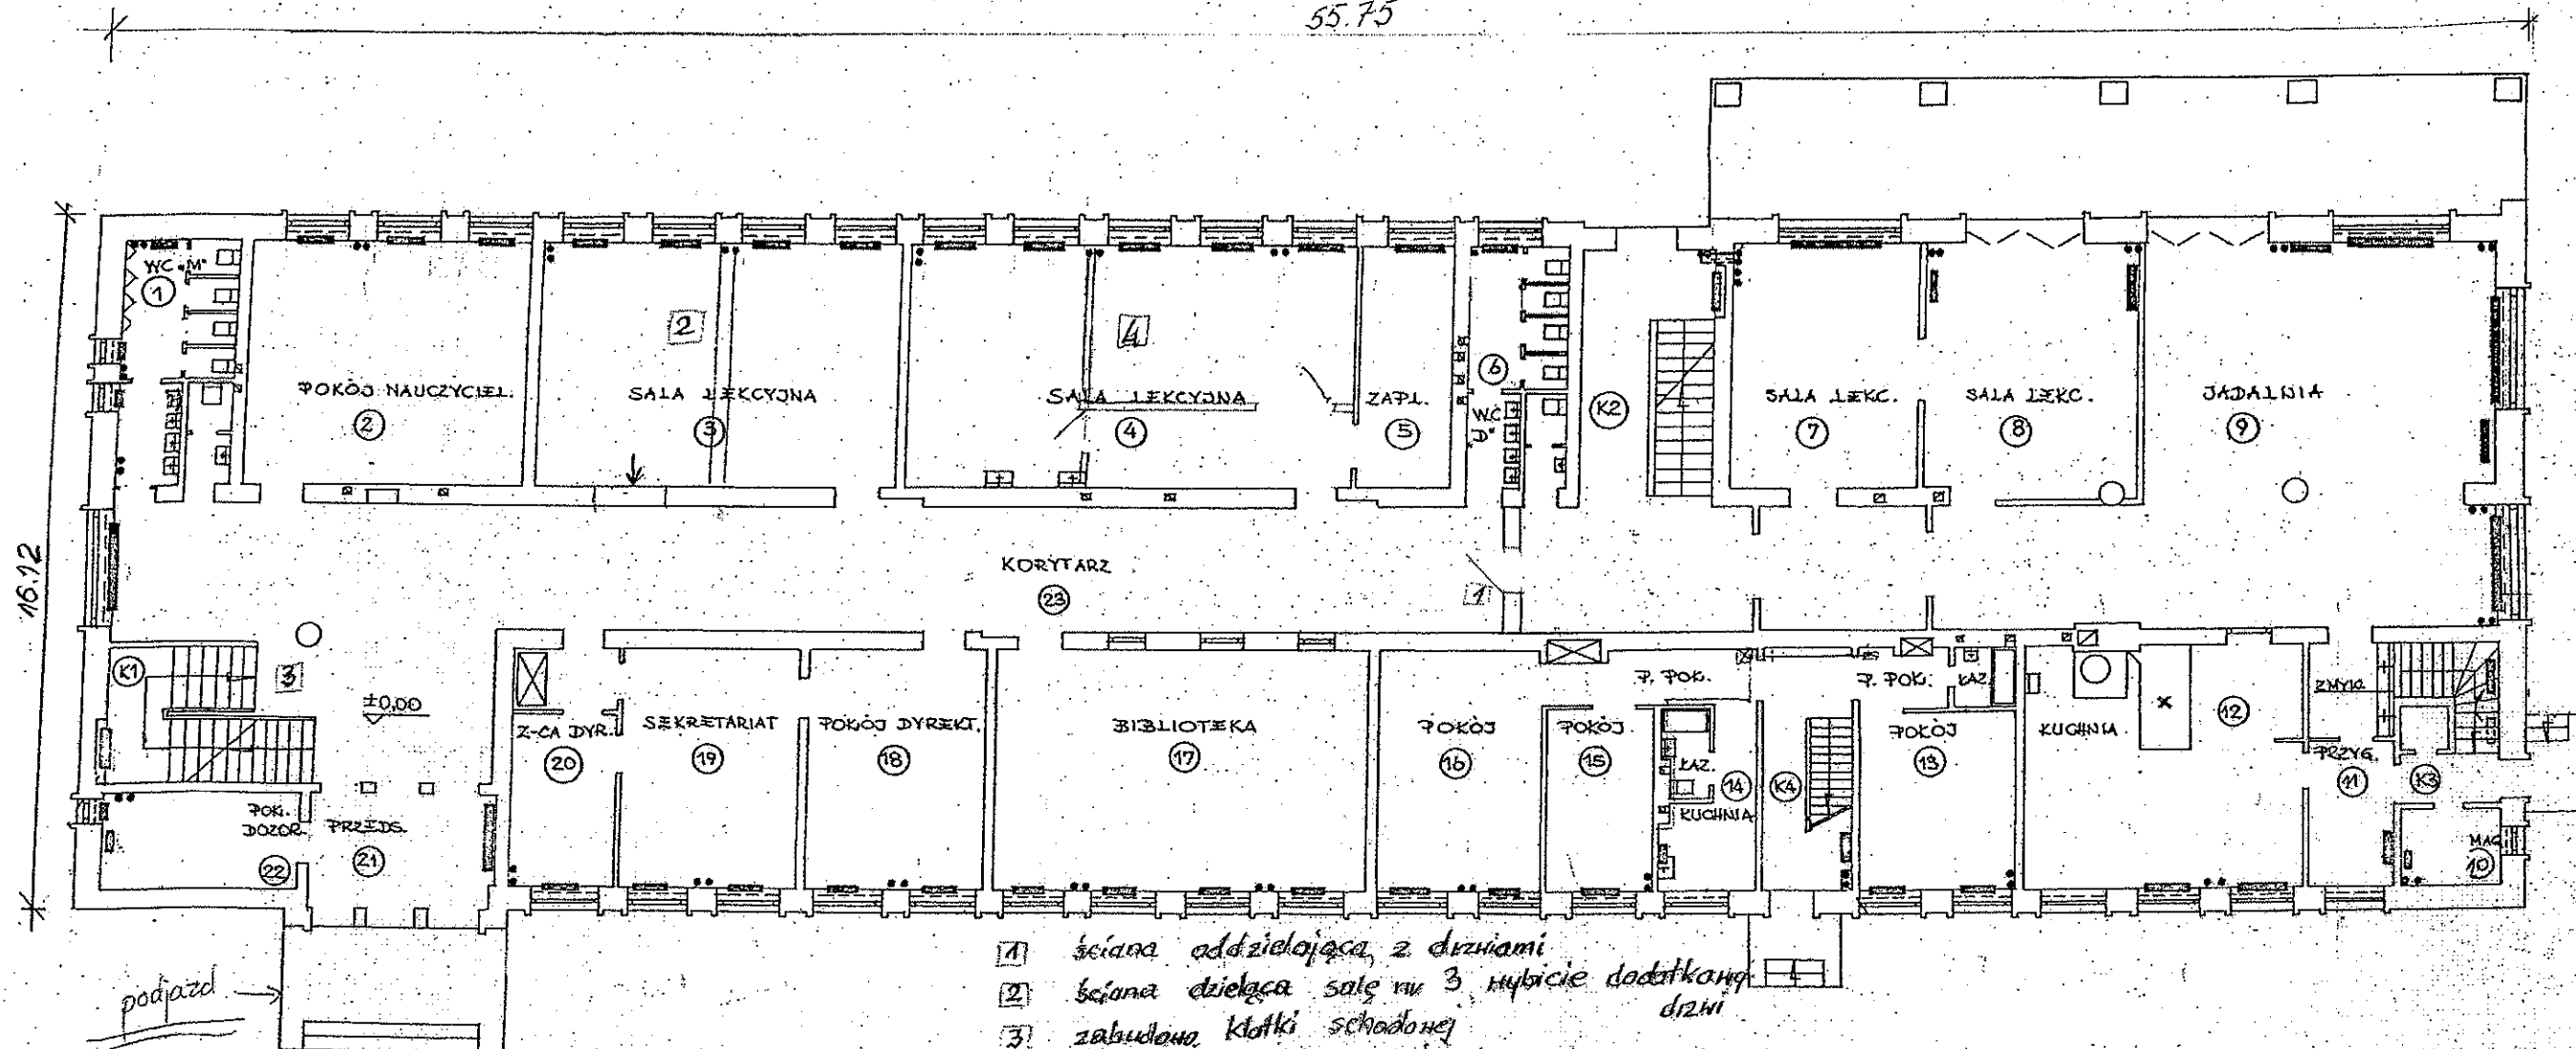 55.75
16.12
WC "M"
1
POKÓJ NAUCZYCIEL.
2
2
SALA LEKCYJNA
3
4
SALA LEKCYJNA
4
ZAPL.
5
6
WC
"D"
K2
SALA LEKC.
7
SALA LEKC.
8
JADALNIA
9
KORYTARZ
23
1
K1
3
±0,00
Z-CA DYR.
20
SEKRETARIAT
19
POKÓJ DYREKT.
18
BIBLIOTEKA
17
POKÓJ
16
POKÓJ
15
P. POK.
ŁAZ.
14
KUCHNIA
K4
P. POK.
ŁAZ.
POKÓJ
13
KUCHNIA
12
ZMYW.
PRZYG.
11
K3
MAG
10
POK.
DOZOR.
22
PRZEDS.
21
podjazd
1 ściana oddzielająca z drzwiami
2 ściana dzieląca salę nr 3 wybicie dodatkowy
drzwi
3 zabudowa klatki schodowej